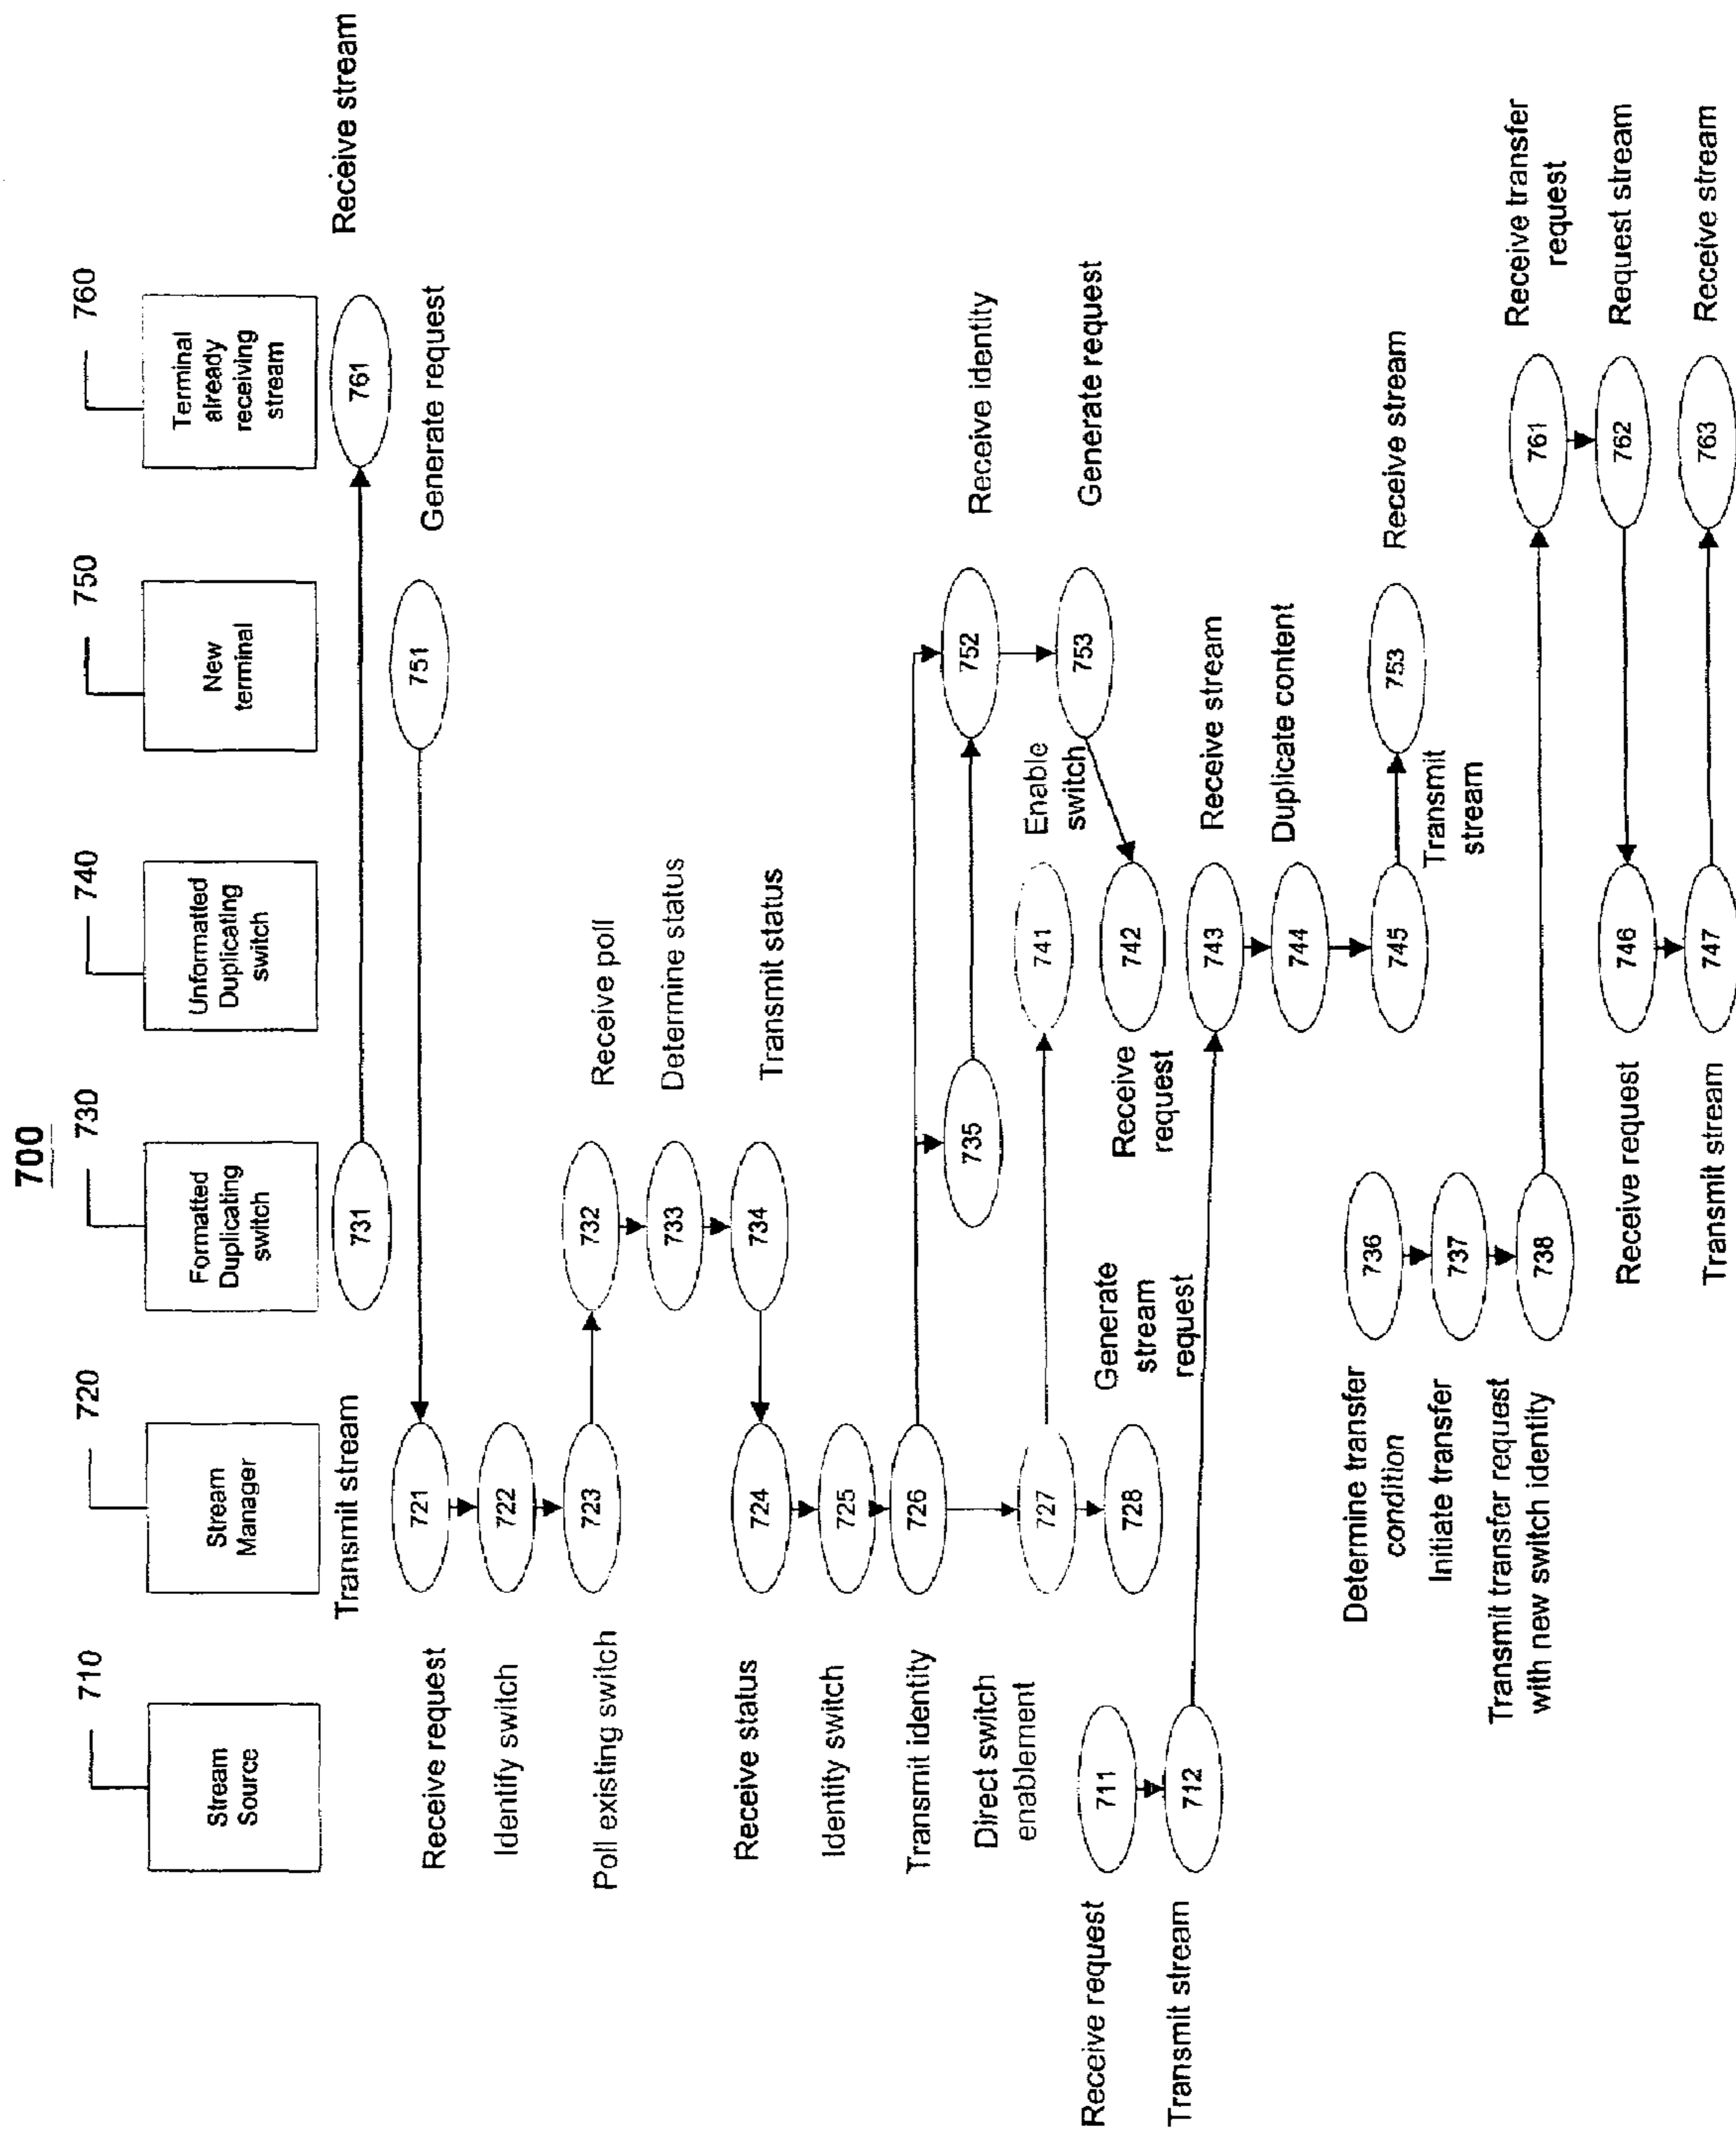 700
710
720
730
740
750
760
Stream
Source
Stream
Manager
Formatted
Duplicating
switch
Unformatted
Duplicating
switch
New
terminal
Terminal
already
receiving
stream
Transmit stream
731
761
Receive stream
Receive request
721
751
Generate request
Identify switch
722
Poll existing switch
723
732
Receive poll
733
Determine status
Receive status
724
734
Transmit status
Identity switch
725
Transmit identity
726
735
752
Receive identity
Direct switch
enablement
727
741
Enable
switch
753
Generate request
Receive request
711
728
Generate
stream
request
Receive
request
742
Transmit stream
712
743
Receive stream
744
Duplicate content
Determine transfer
condition
736
745
Transmit
stream
753
Receive stream
Initiate transfer
737
Transmit transfer request
with new switch identity
738
761
Receive transfer
request
Receive request
746
762
Request stream
Transmit stream
747
763
Receive stream